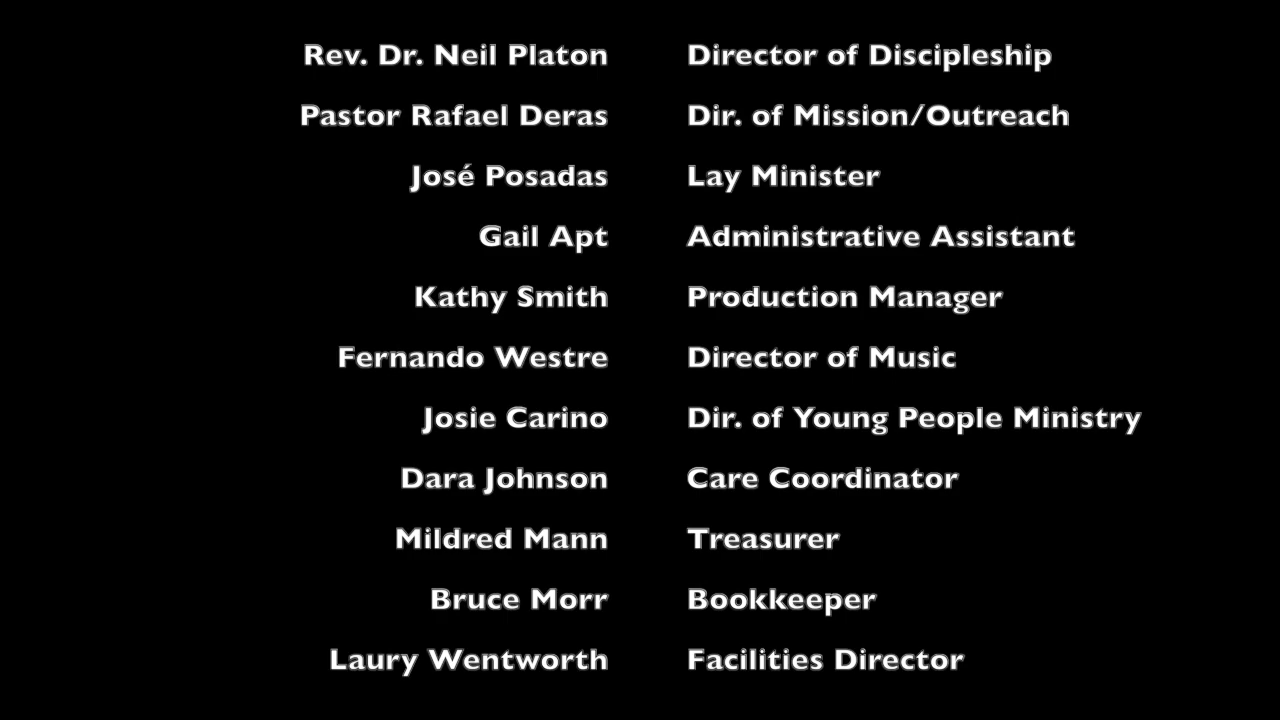 Rev. Dr. Neil Platon Director of Discipleship
Pastor Rafael Deras Dir. of Mission/Outreach
José Posadas Lay Minister
Gail Apt Administrative Assistant
Kathy Smith Production Manager
Fernando Westre Director of Music
Josie Carino Dir. of Young People Ministry
Dara Johnson Care Coordinator
Mildred Mann Treasurer
Bruce Morr Bookkeeper
Laury Wentworth Facilities Director